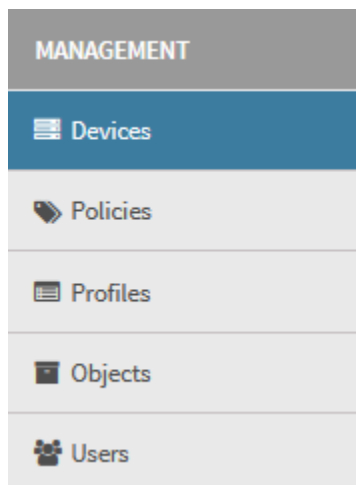 MANAGEMENT
Devices
Policies
Profiles
Objects
Users